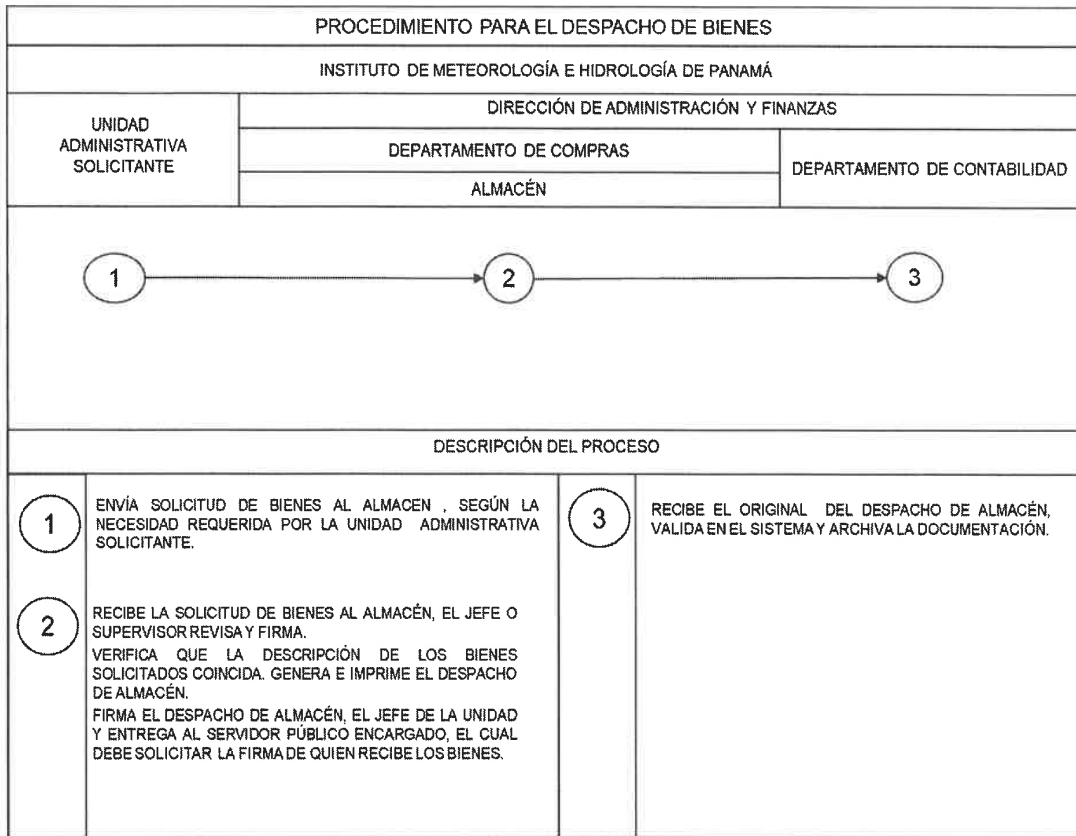 PROCEDIMIENTO PARA EL DESPACHO DE BIENES
INSTITUTO DE METEOROLOGÍA E HIDROLOGÍA DE PANAMÁ
UNIDAD
ADMINISTRATIVA
SOLICITANTE
DIRECCIÓN DE ADMINISTRACIÓN Y FINANZAS
DEPARTAMENTO DE COMPRAS
ALMACÉN
DEPARTAMENTO DE CONTABILIDAD
1
2
3
DESCRIPCIÓN DEL PROCESO
1
ENVÍA SOLICITUD DE BIENES AL ALMACEN , SEGÚN LA
NECESIDAD REQUERIDA POR LA UNIDAD ADMINISTRATIVA
SOLICITANTE.
2
RECIBE LA SOLICITUD DE BIENES AL ALMACÉN, EL JEFE O
SUPERVISOR REVISA Y FIRMA.
VERIFICA QUE LA DESCRIPCIÓN DE LOS BIENES
SOLICITADOS COINCIDA. GENERA E IMPRIME EL DESPACHO
DE ALMACÉN.
FIRMA EL DESPACHO DE ALMACÉN, EL JEFE DE LA UNIDAD
Y ENTREGA AL SERVIDOR PÚBLICO ENCARGADO, EL CUAL
DEBE SOLICITAR LA FIRMA DE QUIEN RECIBE LOS BIENES.
3
RECIBE EL ORIGINAL DEL DESPACHO DE ALMACÉN,
VALIDA EN EL SISTEMA Y ARCHIVA LA DOCUMENTACIÓN.